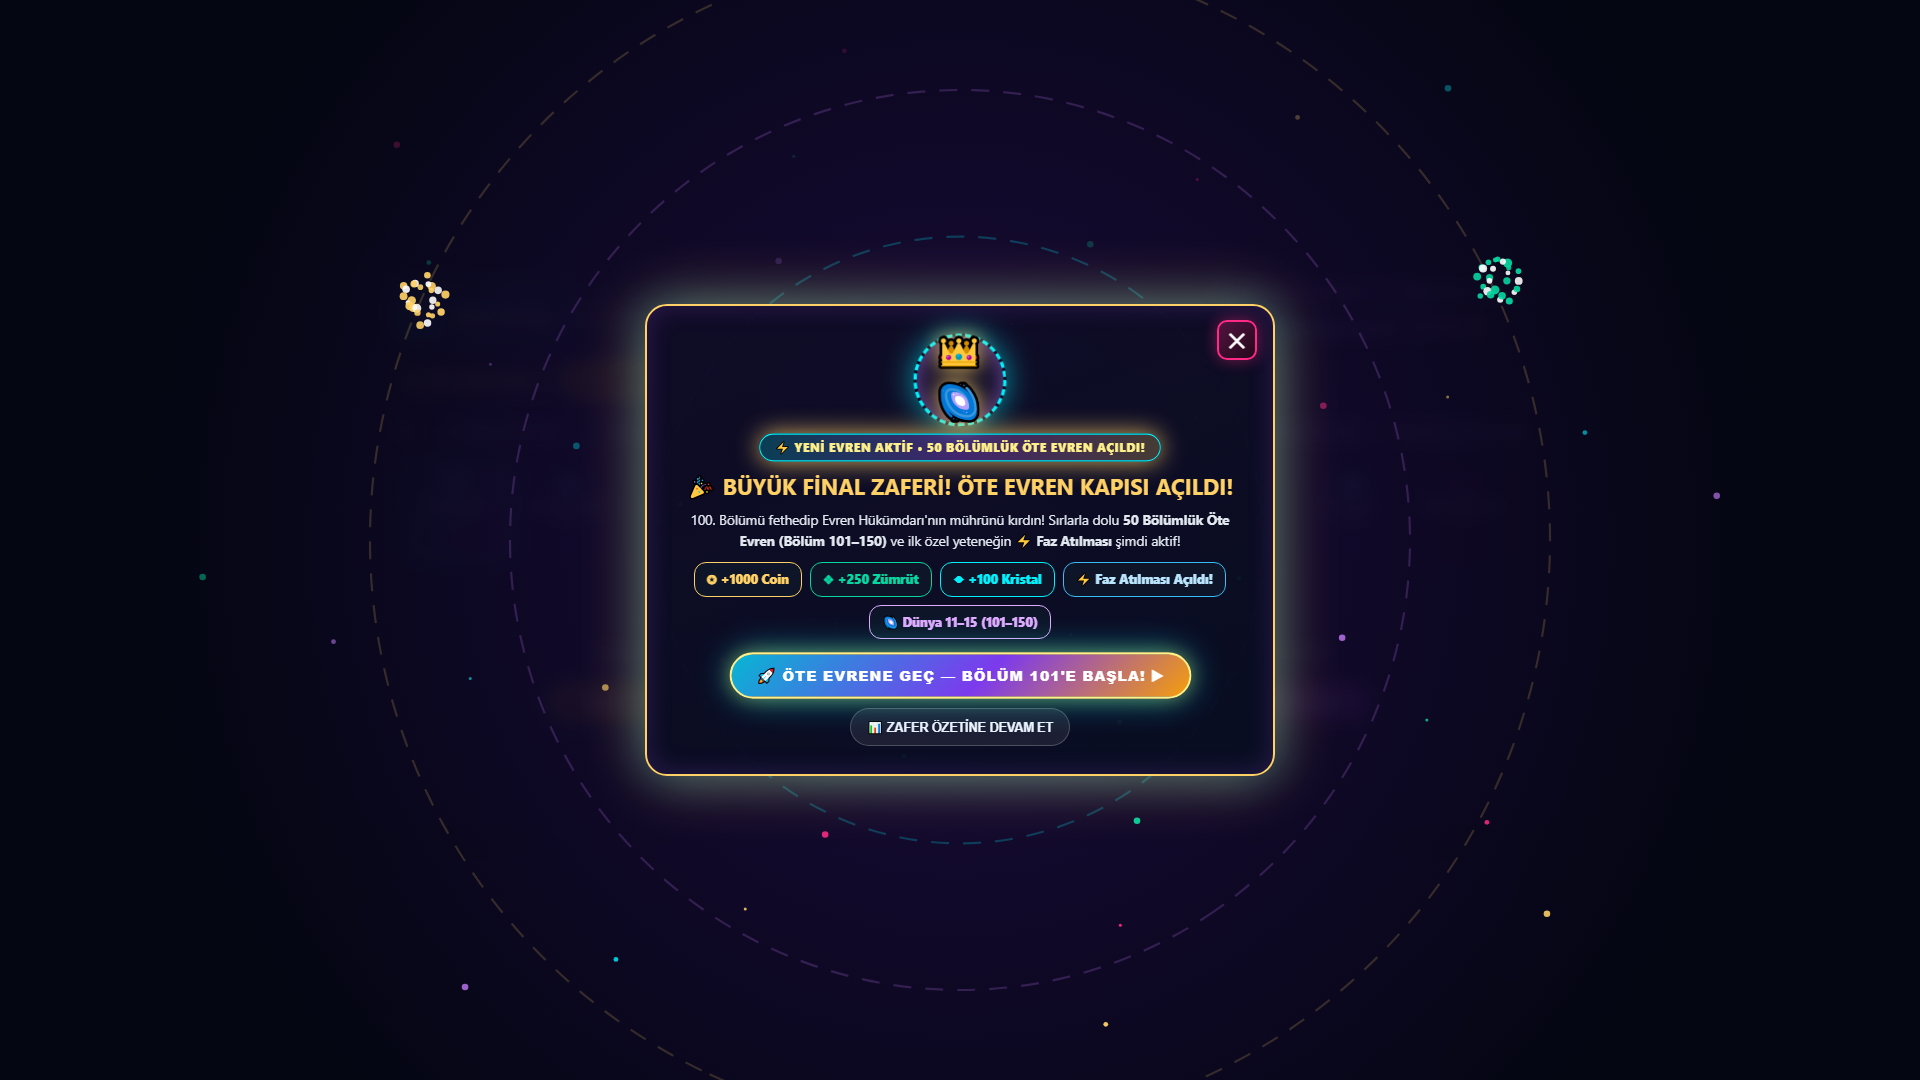 ⚡ YENİ EVREN AKTİF • 50 BÖLÜMLÜK ÖTE EVREN AÇILDI!
🎉 BÜYÜK FİNAL ZAFERİ! ÖTE EVREN KAPISI AÇILDI!
100. Bölümü fethedip Evren Hükümdarı'nın mührünü kırdın! Sırlarla dolu 50 Bölümlük Öte
Evren (Bölüm 101–150) ve ilk özel yeteneğin ⚡ Faz Atılması şimdi aktif!
+1000 Coin
+250 Zümrüt
+100 Kristal
⚡ Faz Atılması Açıldı!
🌀 Dünya 11–15 (101–150)
🚀 ÖTE EVRENE GEÇ — BÖLÜM 101'E BAŞLA! ▶
📊 ZAFER ÖZETİNE DEVAM ET